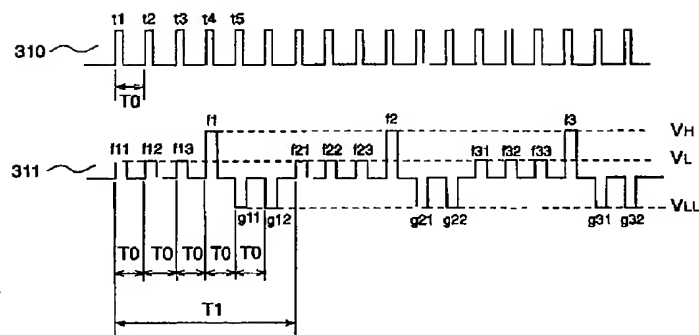 t1 t2 t3 t4 t5
310
T0
f1 f2 f3 VH
f11 f12 f13 f21 f22 f23 f31 f32 f33 VL
311
g11 g12 g21 g22 g31 g32 VLL
T0 T0 T0 T0 T0
T1